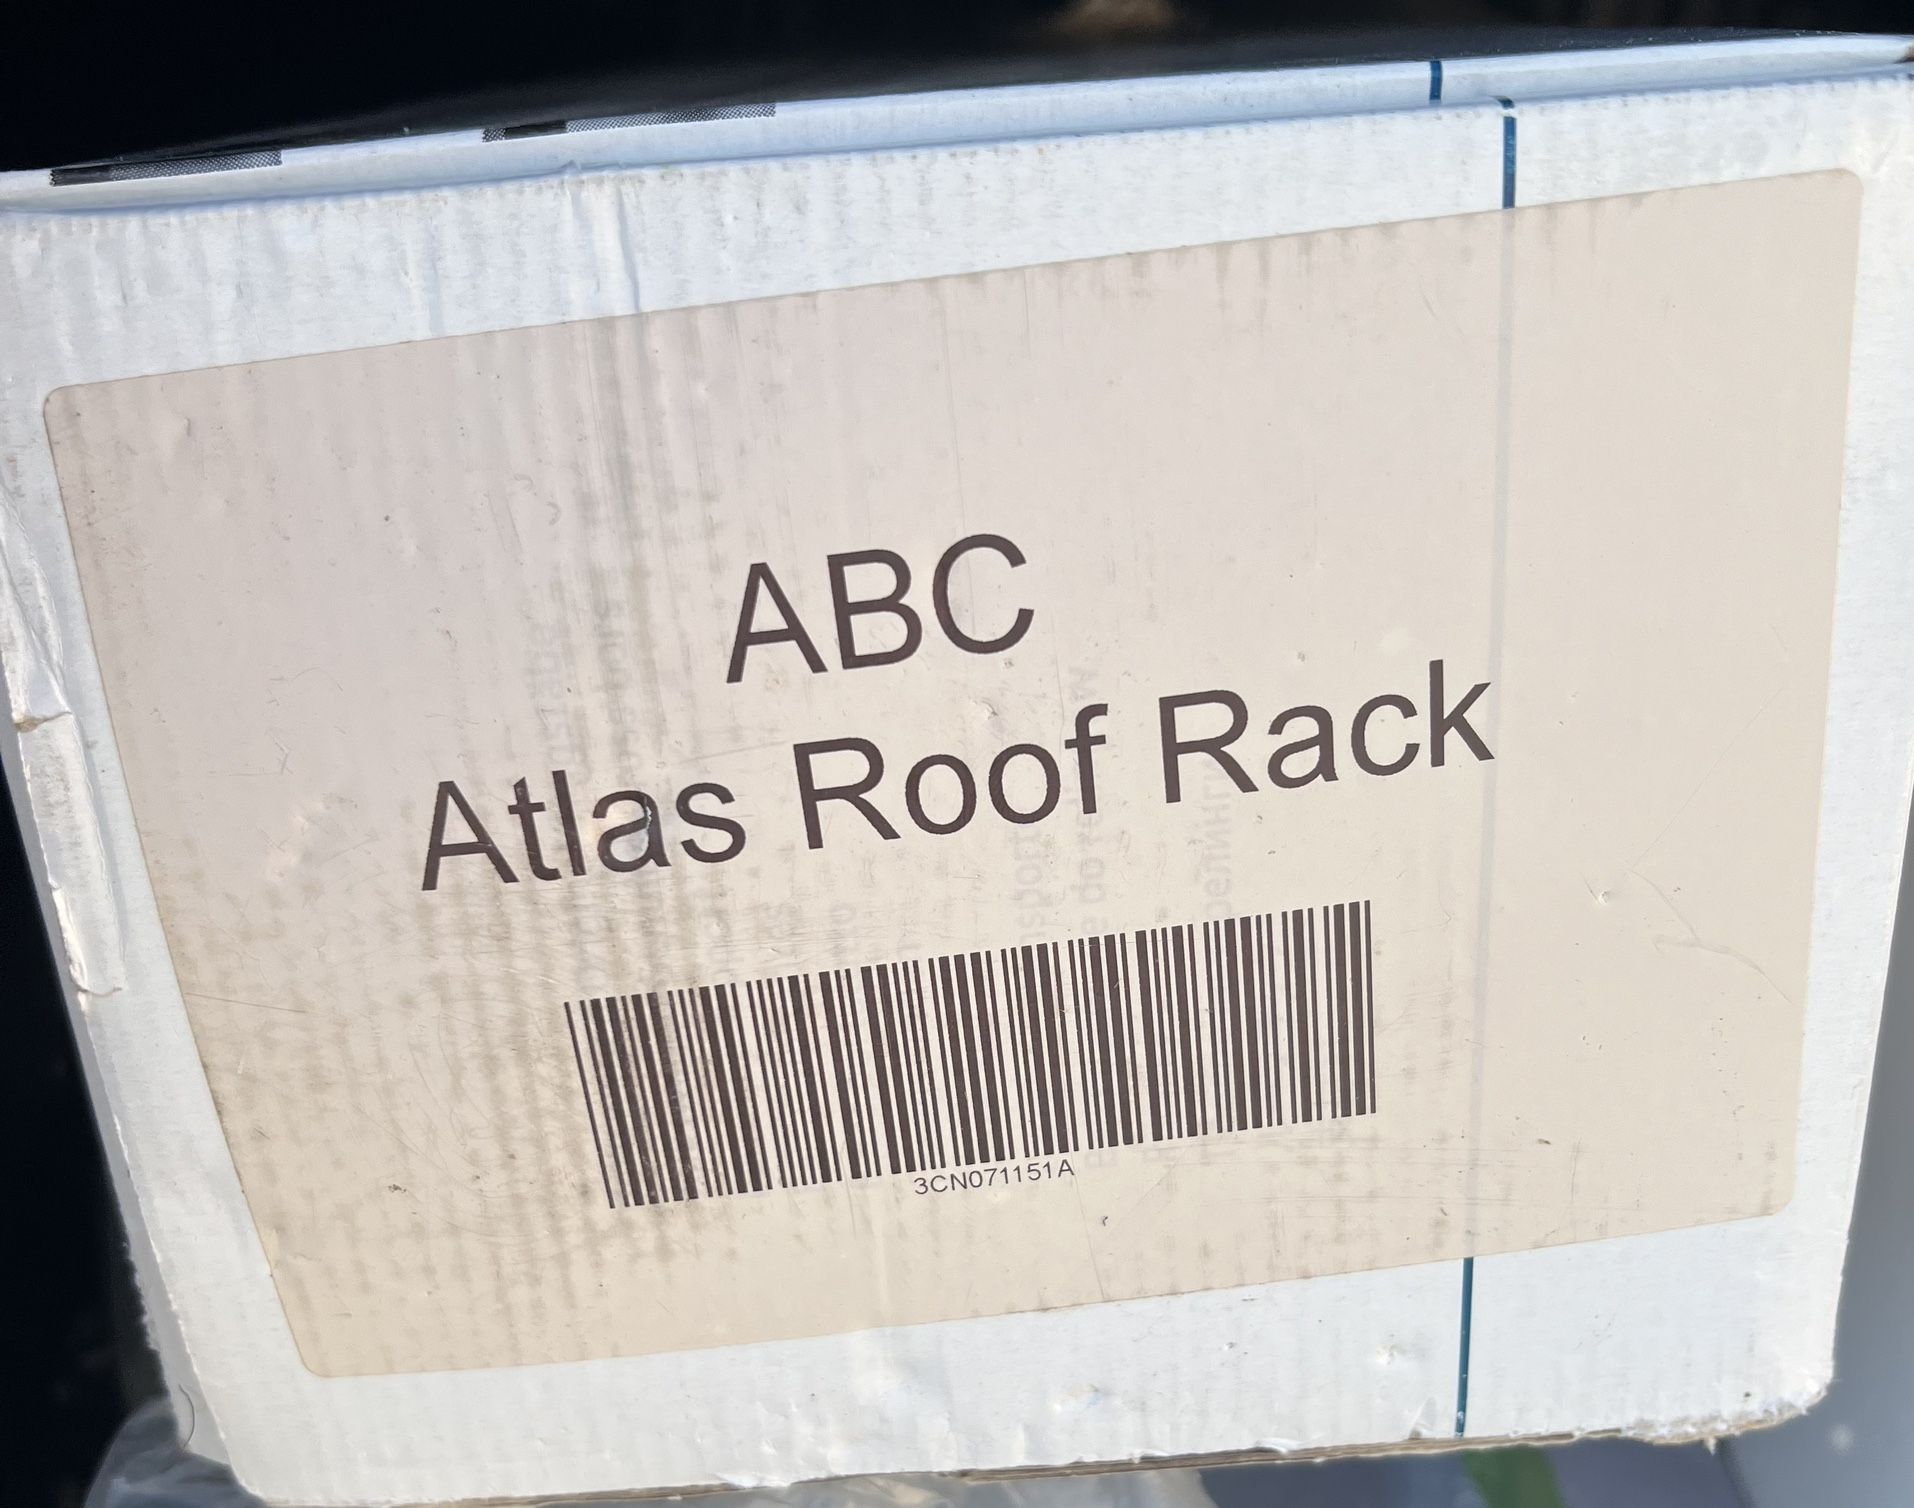 ABC
Atlas Roof Rack
3CN071151A